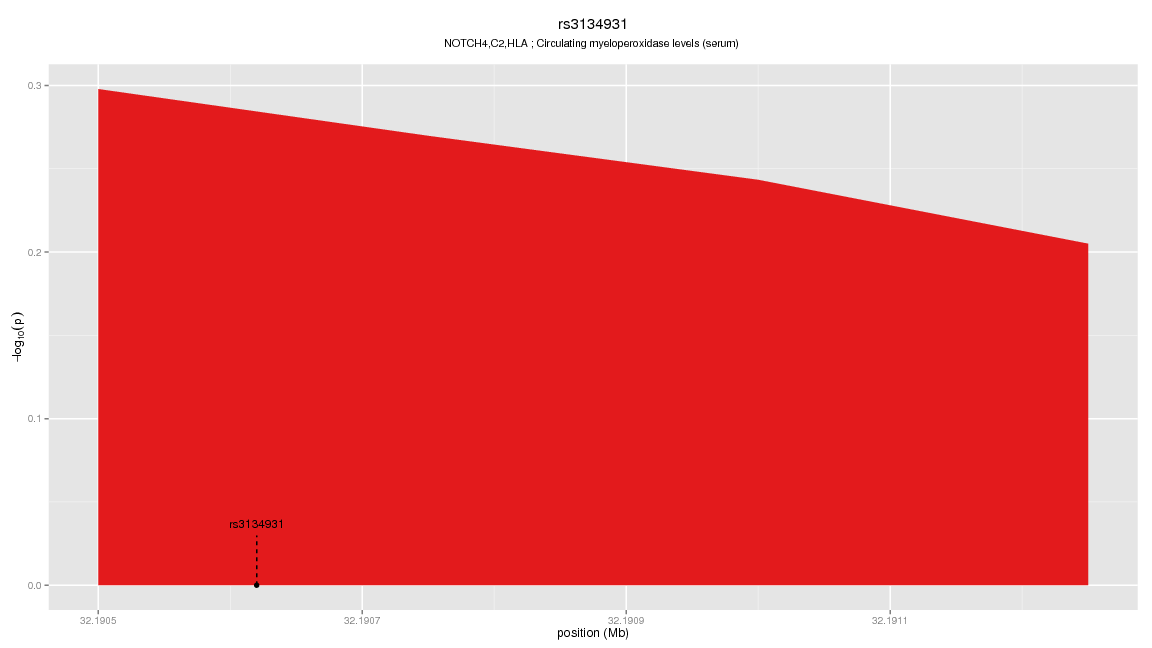 rs3134931
NOTCH4,C2,HLA ; Circulating myeloperoxidase levels (serum)
0.3
0.2
0.1
0.0
−log10(p)
rs3134931
32.1905
32.1907
32.1909
32.1911
position (Mb)